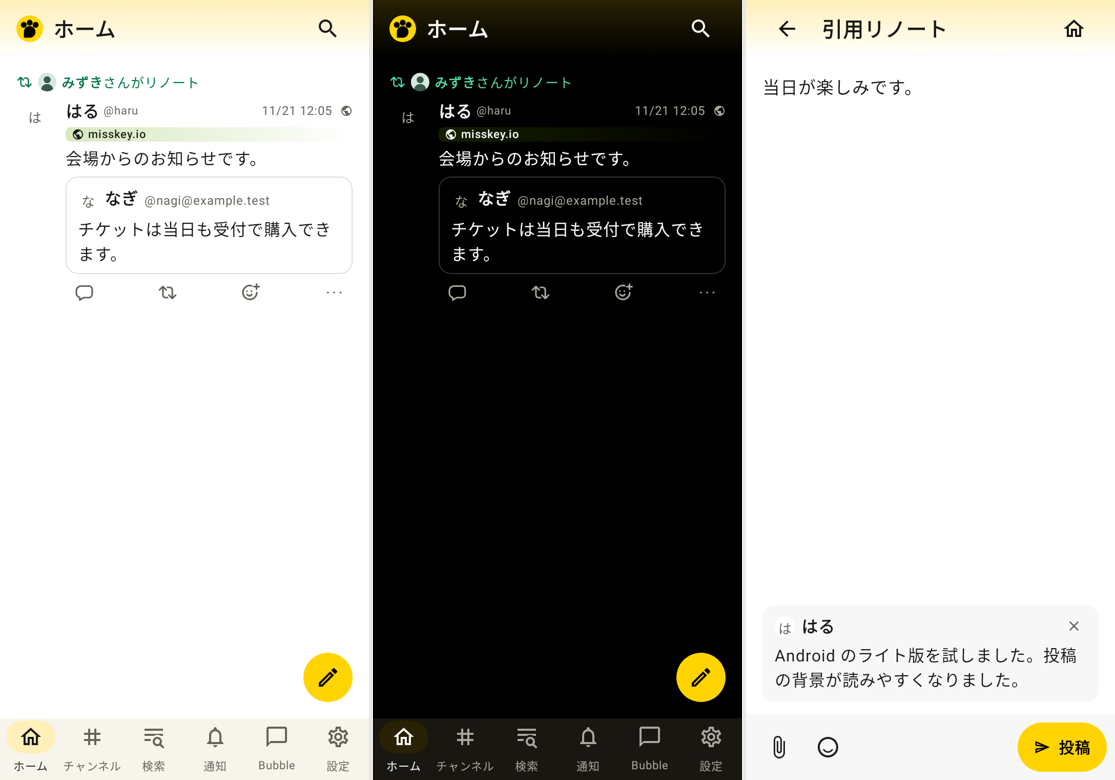 ホーム
みずきさんがリノート
は はる @haru 11/21 12:05
misskey.io
会場からのお知らせです。
な なぎ @nagi@example.test
チケットは当日も受付で購入でき
ます。
ホーム チャンネル 検索 通知 Bubble 設定
ホーム
みずきさんがリノート
は はる @haru 11/21 12:05
misskey.io
会場からのお知らせです。
な なぎ @nagi@example.test
チケットは当日も受付で購入でき
ます。
ホーム チャンネル 検索 通知 Bubble 設定
引用リノート
当日が楽しみです。
は はる
Android のライト版を試しました。投稿
の背景が読みやすくなりました。
投稿